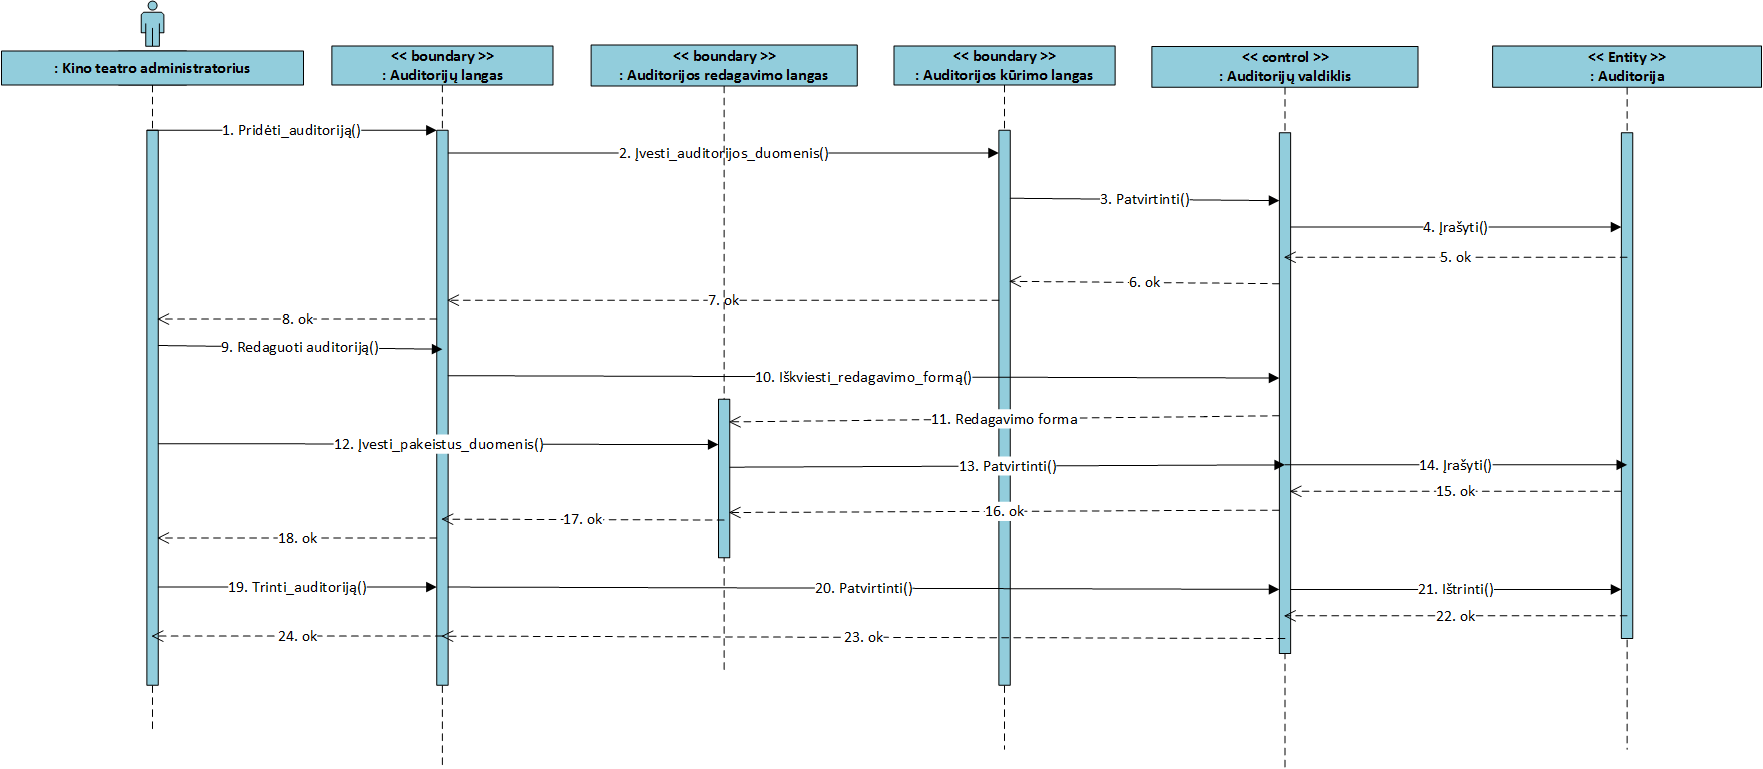 : Kino teatro administratorius
<< boundary >>
: Auditorijų langas
<< boundary >>
: Auditorijos redagavimo langas
<< boundary >>
: Auditorijos kūrimo langas
<< control >>
: Auditorijų valdiklis
<< Entity >>
: Auditorija
1. Pridėti_auditoriją()
2. Įvesti_auditorijos_duomenis()
3. Patvirtinti()
4. Įrašyti()
5. ok
6. ok
7. ok
8. ok
9. Redaguoti auditoriją()
10. Iškviesti_redagavimo_formą()
11. Redagavimo forma
12. Įvesti_pakeistus_duomenis()
13. Patvirtinti()
14. Įrašyti()
15. ok
16. ok
17. ok
18. ok
19. Trinti_auditoriją()
20. Patvirtinti()
21. Ištrinti()
22. ok
23. ok
24. ok